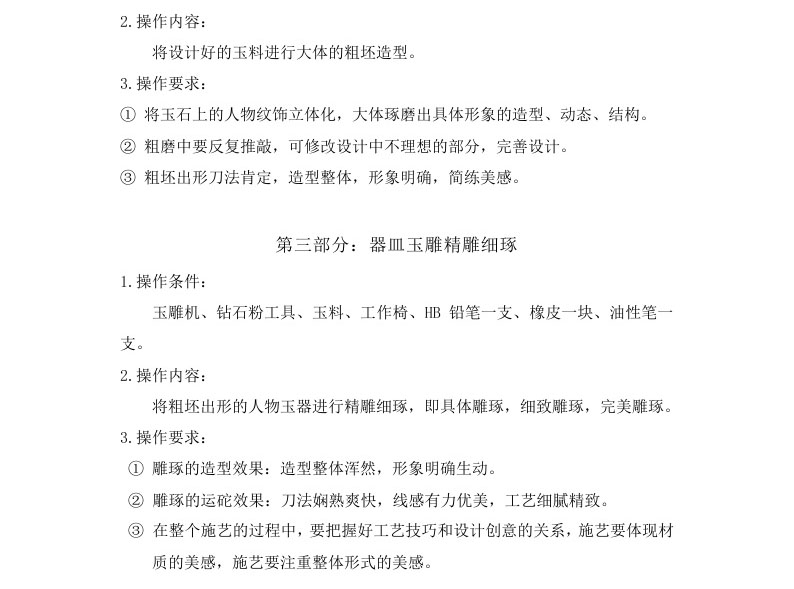 2.操作内容：
将设计好的玉料进行大体的粗坯造型。
3.操作要求：
① 将玉石上的人物纹饰立体化，大体琢磨出具体形象的造型、动态、结构。
② 粗磨中要反复推敲，可修改设计中不理想的部分，完善设计。
③ 粗坯出形刀法肯定，造型整体，形象明确，简练美感。
第三部分：器皿玉雕精雕细琢
1.操作条件：
玉雕机、钻石粉工具、玉料、工作椅、HB 铅笔一支、橡皮一块、油性笔一
支。
2.操作内容：
将粗坯出形的人物玉器进行精雕细琢，即具体雕琢，细致雕琢，完美雕琢。
3.操作要求：
① 雕琢的造型效果：造型整体浑然，形象明确生动。
② 雕琢的运砣效果：刀法娴熟爽快，线感有力优美，工艺细腻精致。
③ 在整个施艺的过程中，要把握好工艺技巧和设计创意的关系，施艺要体现材
质的美感，施艺要注重整体形式的美感。